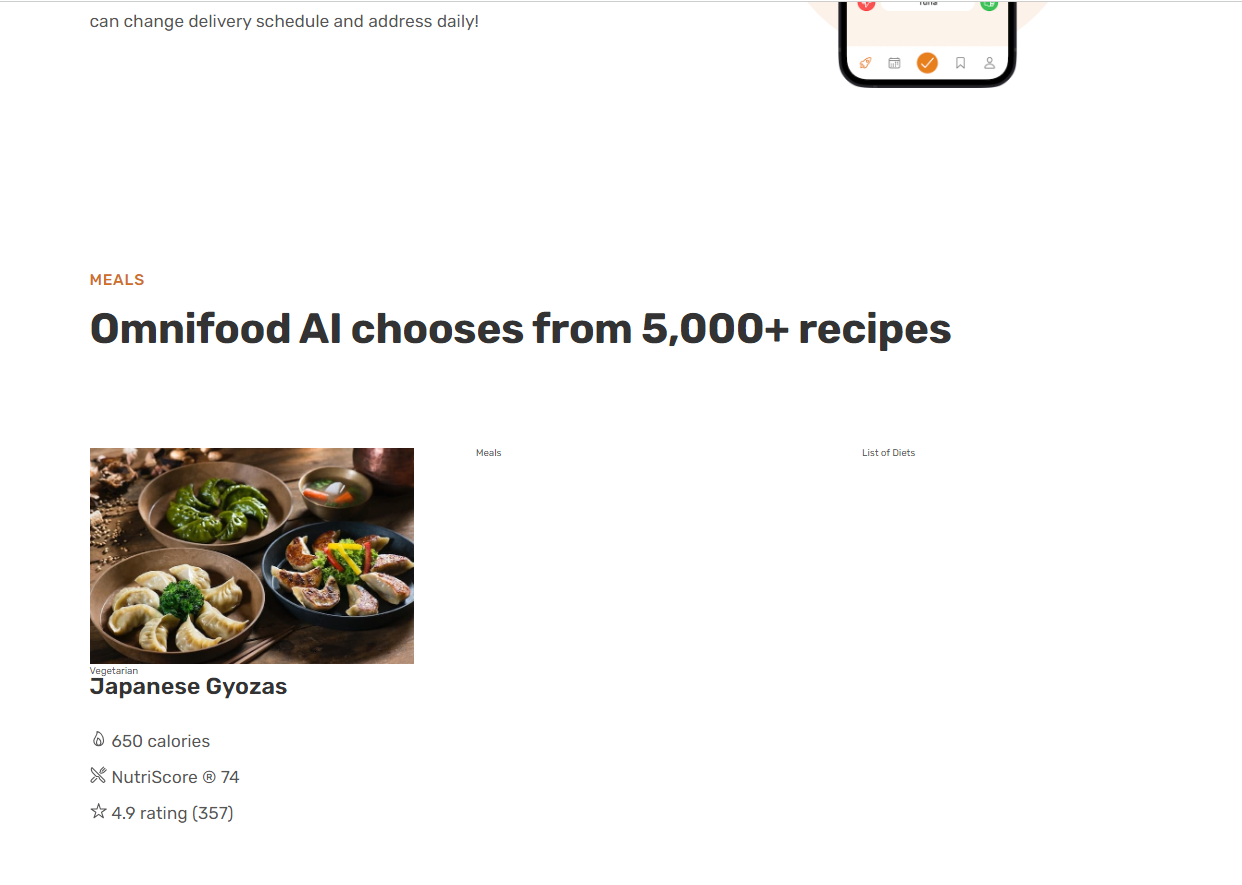 can change delivery schedule and address daily!
MEALS
Omnifood AI chooses from 5,000+ recipes
Meals
List of Diets
Vegetarian
Japanese Gyozas
650 calories
NutriScore ® 74
4.9 rating (357)